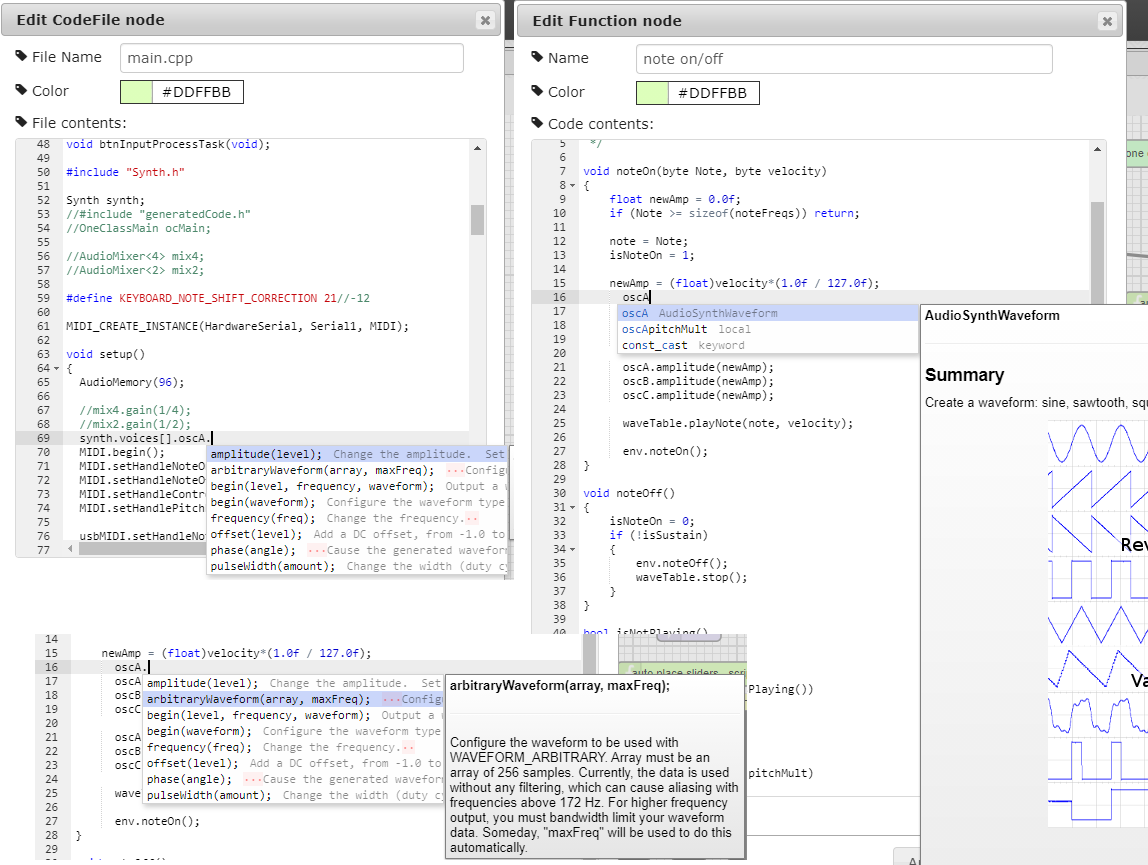 Edit CodeFile node
File Name main.cpp
Color #DDFFBB
File contents:
48 void btnInputProcessTask(void);
49
50 #include "Synth.h"
51
52 Synth synth;
53 //#include "generatedCode.h"
54 //OneClassMain ocMain;
55
56 //AudioMixer<4> mix4;
57 //AudioMixer<2> mix2;
58
59 #define KEYBOARD_NOTE_SHIFT_CORRECTION 21//-12
60
61 MIDI_CREATE_INSTANCE(HardwareSerial, Serial1, MIDI);
62
63 void setup()
64 {
65 AudioMemory(96);
66
67 //mix4.gain(1/4);
68 //mix2.gain(1/2);
69 synth.voices[].oscA.
70 MIDI.begin();
71 MIDI.setHandleNoteO
72 MIDI.setHandleNoteO
73 MIDI.setHandleContr
74 MIDI.setHandlePitch
75
76 usbMIDI.setHandleNo
77
amplitude(level); Change the amplitude. Set
arbitraryWaveform(array, maxFreq); ···Config
begin(level, frequency, waveform); Output a
begin(waveform); Configure the waveform type
frequency(freq); Change the frequency.··
offset(level); Add a DC offset, from -1.0 to
phase(angle); ···Cause the generated waveform
pulseWidth(amount); Change the width (duty cy
Edit Function node
Name note on/off
Color #DDFFBB
Code contents:
5 */
6
7 void noteOn(byte Note, byte velocity)
8 {
9 float newAmp = 0.0f;
10 if (Note >= sizeof(noteFreqs)) return;
11
12 note = Note;
13 isNoteOn = 1;
14
15 newAmp = (float)velocity*(1.0f / 127.0f);
16 oscA
17
18
19
20
21 oscA.amplitude(newAmp);
22 oscB.amplitude(newAmp);
23 oscC.amplitude(newAmp);
24
25 waveTable.playNote(note, velocity);
26
27 env.noteOn();
28 }
29
30 void noteOff()
31 {
32 isNoteOn = 0;
33 if (!isSustain)
34 {
35 env.noteOff();
36 waveTable.stop();
37 }
38 }
39
40 bool isNotPlaying()
oscA AudioSynthWaveform
oscApitchMult local
const_cast keyword
AudioSynthWaveform
Summary
Create a waveform: sine, sawtooth, squ
Rev
Va
one
14
15 newAmp = (float)velocity*(1.0f / 127.0f);
16 oscA.
17 oscA
18 oscB
19 oscC
20
21 oscA
22 oscB
23 oscC
24
25 wave
26
27 env.noteOn();
28 }
29
amplitude(level); Change the amplitude. Set
arbitraryWaveform(array, maxFreq); ···Config
begin(level, frequency, waveform); Output a
begin(waveform); Configure the waveform type
frequency(freq); Change the frequency.··
offset(level); Add a DC offset, from -1.0 to
phase(angle); ···Cause the generated waveform
pulseWidth(amount); Change the width (duty cy
arbitraryWaveform(array, maxFreq);
Configure the waveform to be used with
WAVEFORM_ARBITRARY. Array must be an
array of 256 samples. Currently, the data is used
without any filtering, which can cause aliasing with
frequencies above 172 Hz. For higher frequency
output, you must bandwidth limit your waveform
data. Someday, "maxFreq" will be used to do this
automatically.
auto place sliders
Playing())
pitchMult)